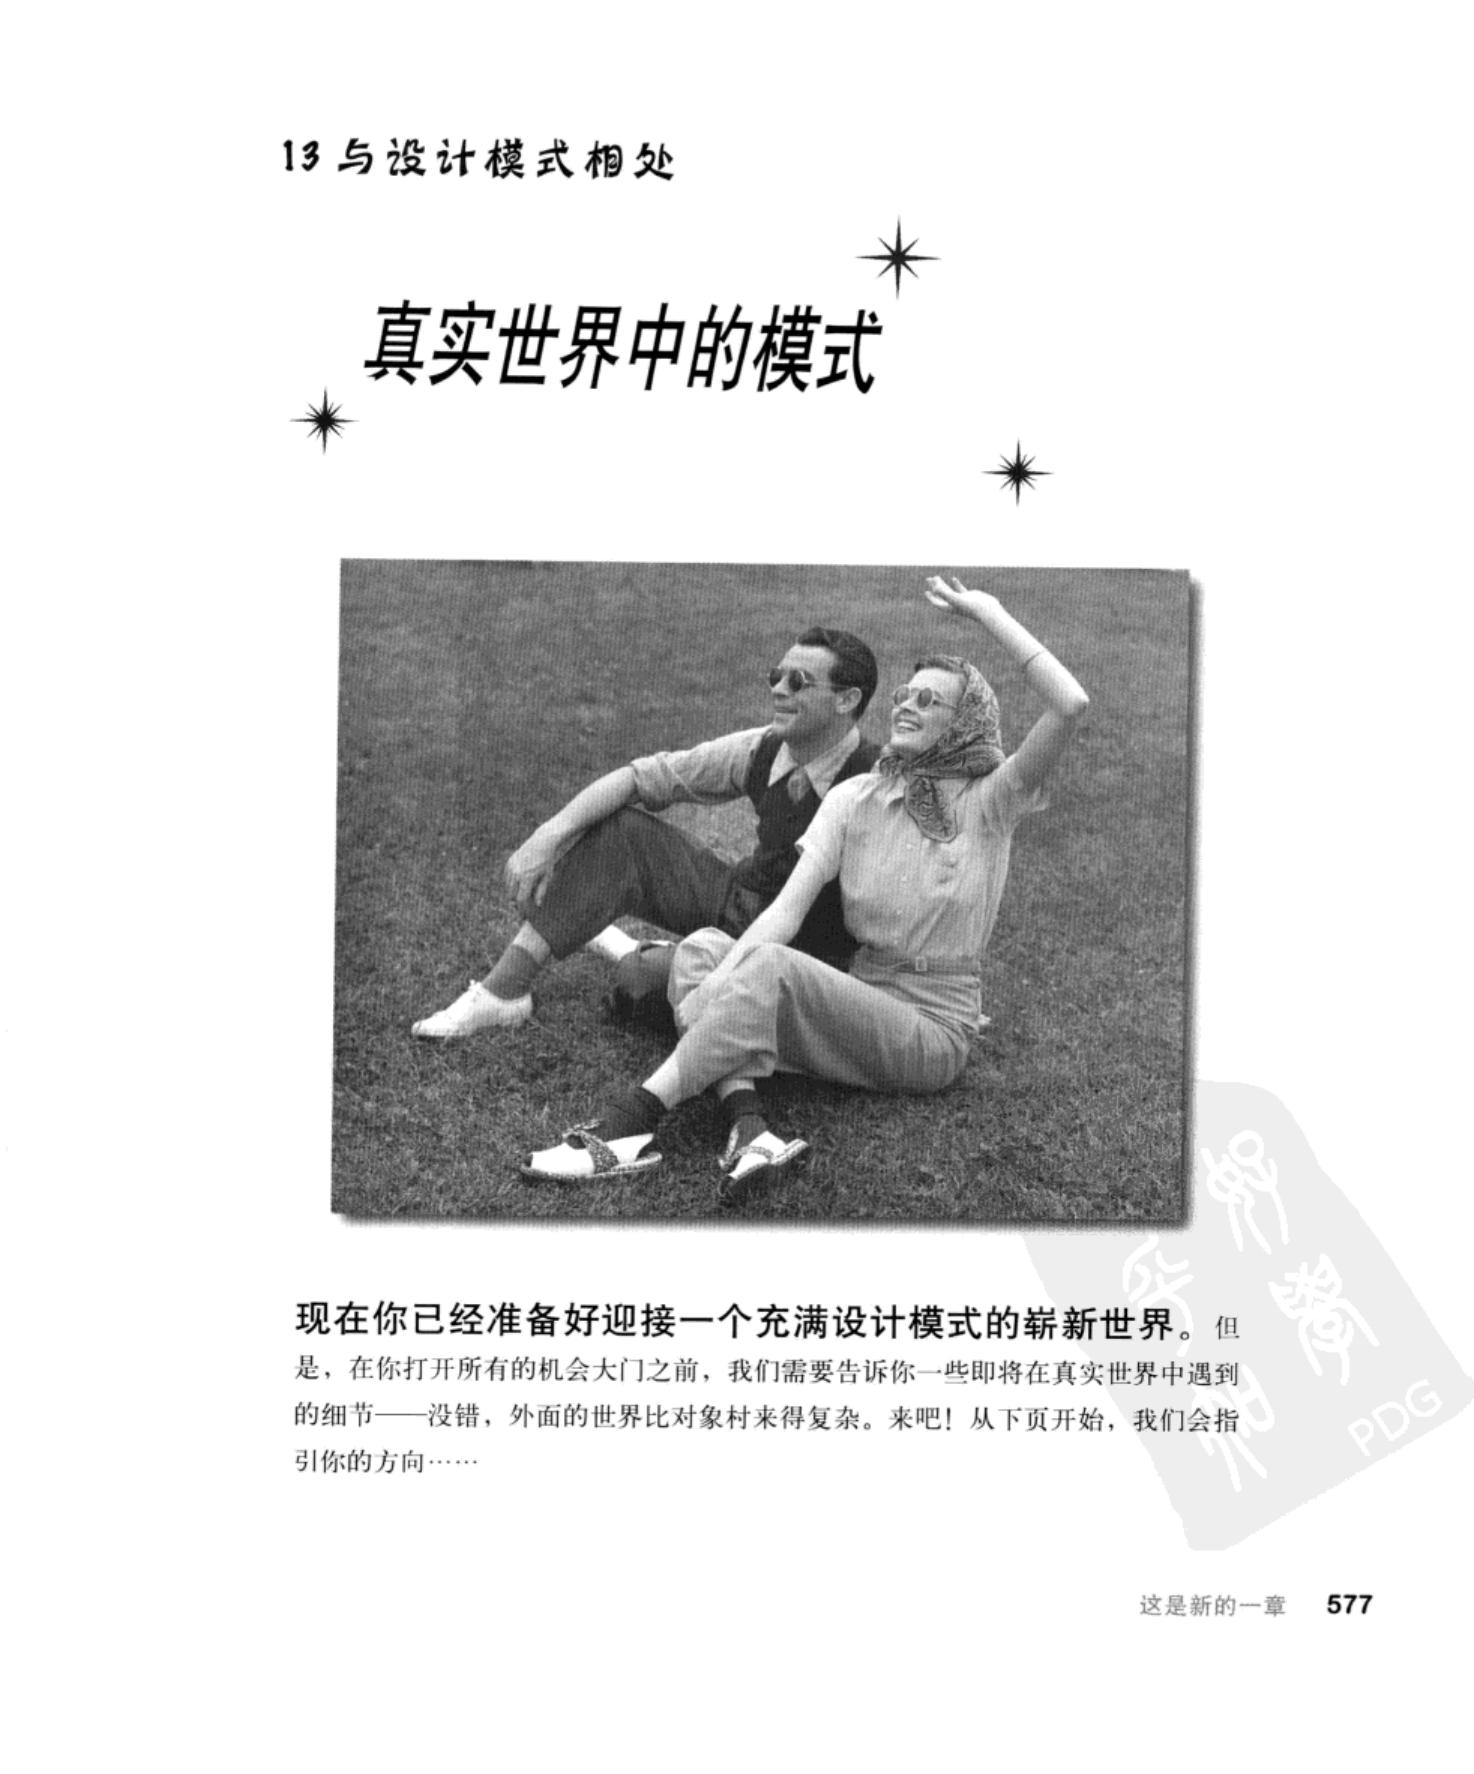 13 与设计模式相处
真实世界中的模式
现在你已经准备好迎接一个充满设计模式的崭新世界。但
是，在你打开所有的机会大门之前，我们需要告诉你一些即将在真实世界中遇到
的细节——没错，外面的世界比对象村来得复杂。来吧！从下页开始，我们会指
引你的方向……
PDG
这是新的一章 577